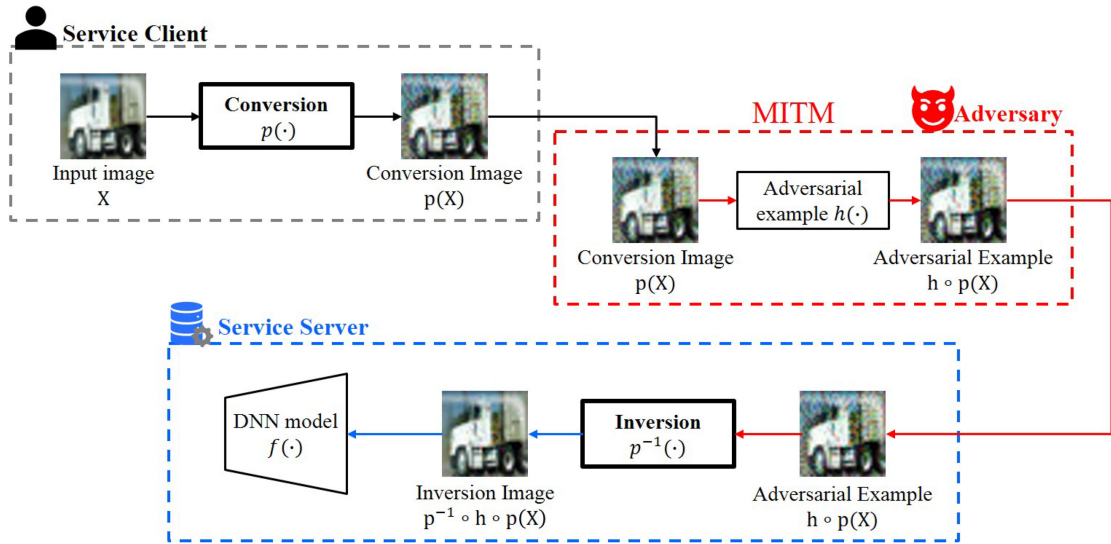 Service Client
Input image
X
Conversion
p(·)
Conversion Image
p(X)
MITM
Adversary
Conversion Image
p(X)
Adversarial
example h(·)
Adversarial Example
h ∘ p(X)
Service Server
DNN model
f(·)
Inversion Image
p⁻¹ ∘ h ∘ p(X)
Inversion
p⁻¹(·)
Adversarial Example
h ∘ p(X)